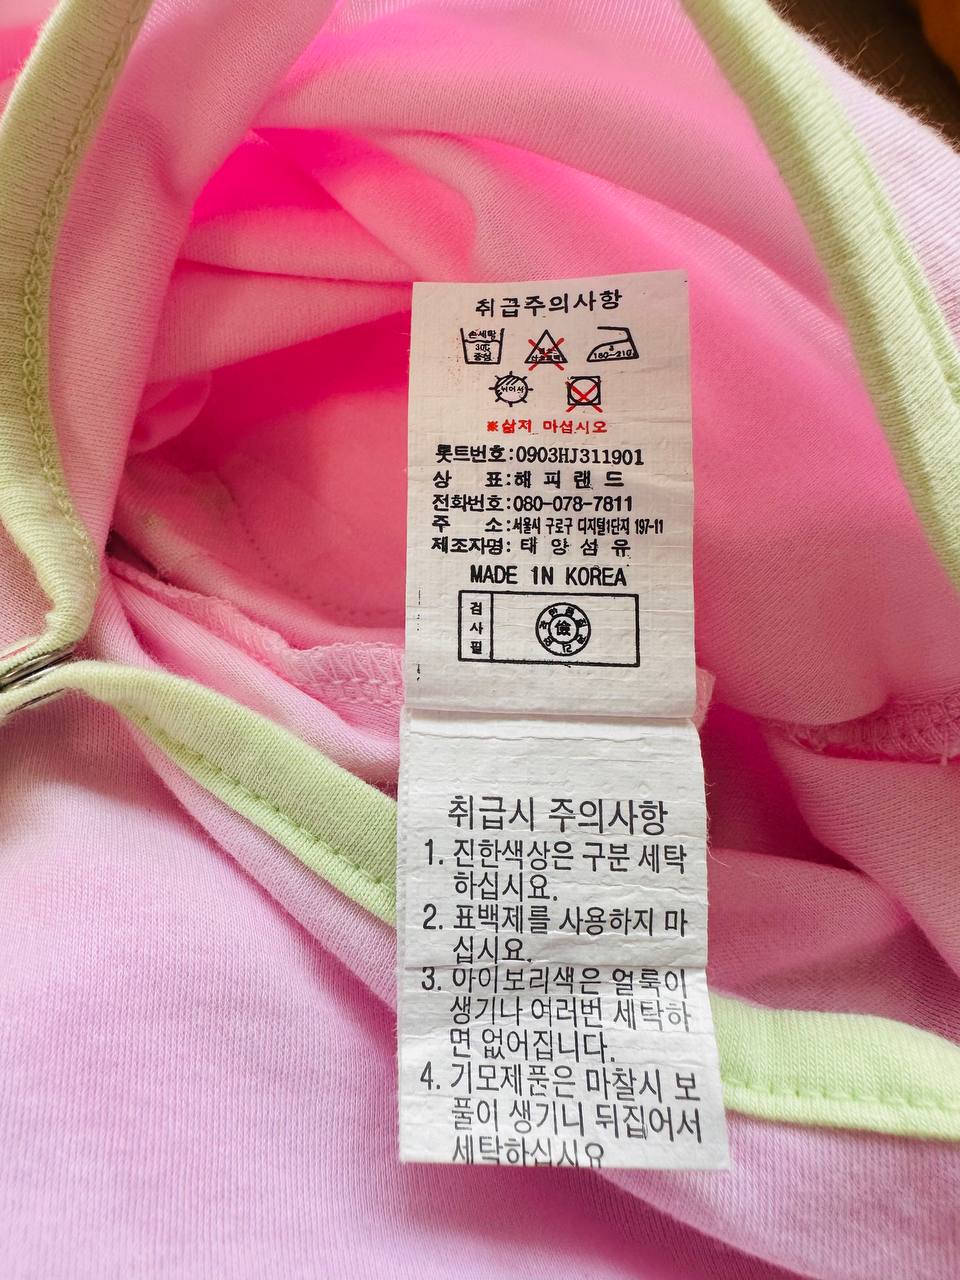 취급주의사항
손세탁
30℃
중성
3
180~210
뉘어서
※삶지 마십시오
롯트번호:0903HJ311901
상 표:해 피 랜 드
전화번호:080-078-7811
주 소:서울시 구로구 디지털1단지 197-11
제조자명: 태 양 섬 유
MADE IN KOREA
검
사
필
檢
취급시 주의사항
1. 진한색상은 구분 세탁
하십시요.
2. 표백제를 사용하지 마
십시요.
3. 아이보리색은 얼룩이
생기나 여러번 세탁하
면 없어집니다.
4. 기모제품은 마찰시 보
풀이 생기니 뒤집어서
세탁하십시요